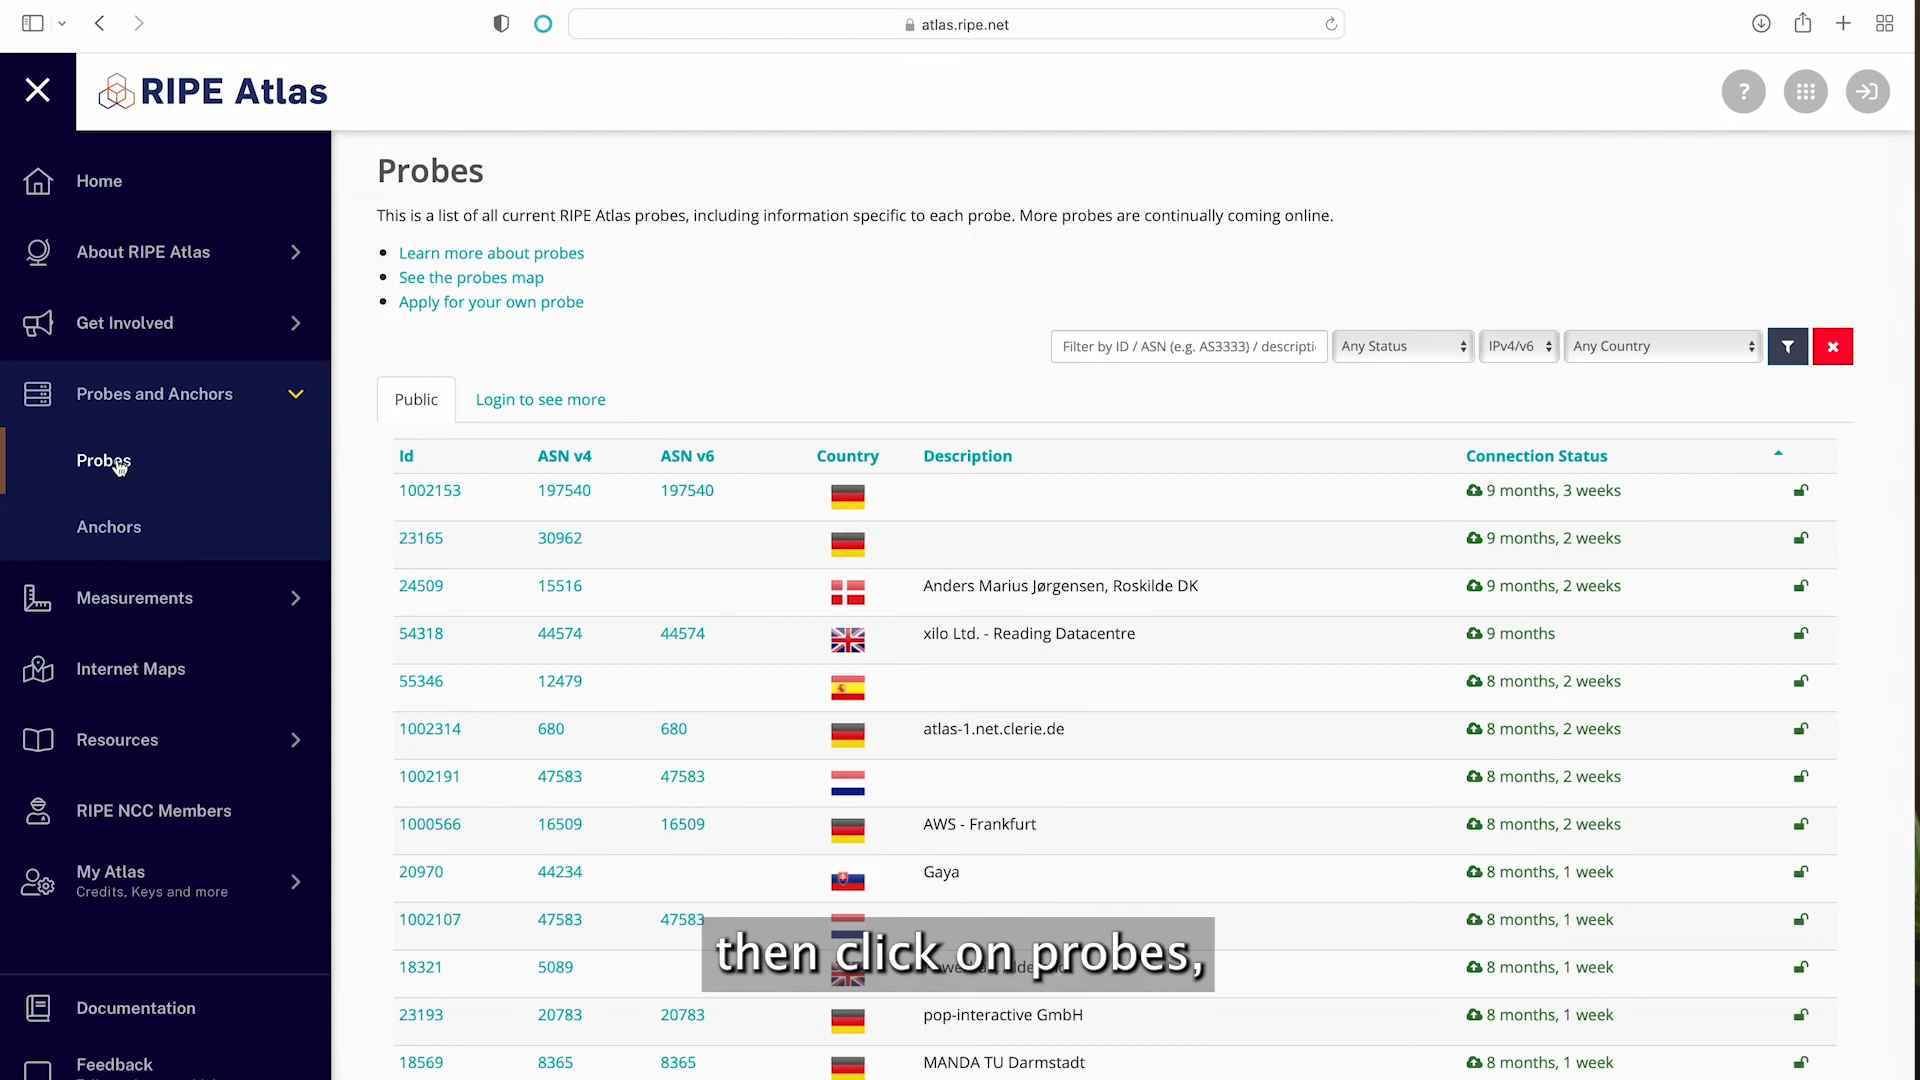 atlas.ripe.net
RIPE Atlas
?
Home
About RIPE Atlas
Get Involved
Probes and Anchors
Probes
Anchors
Measurements
Internet Maps
Resources
RIPE NCC Members
My Atlas
Credits, Keys and more
Documentation
Feedback
Probes
This is a list of all current RIPE Atlas probes, including information specific to each probe. More probes are continually coming online.
Learn more about probes
See the probes map
Apply for your own probe
Filter by ID / ASN (e.g. AS3333) / descripti Any Status IPv4/v6 Any Country
Public Login to see more
Id ASN v4 ASN v6 Country Description Connection Status
1002153 197540 197540 9 months, 3 weeks
23165 30962 9 months, 2 weeks
24509 15516 Anders Marius Jørgensen, Roskilde DK 9 months, 2 weeks
54318 44574 44574 xilo Ltd. - Reading Datacentre 9 months
55346 12479 8 months, 2 weeks
1002314 680 680 atlas-1.net.clerie.de 8 months, 2 weeks
1002191 47583 47583 8 months, 2 weeks
1000566 16509 16509 AWS - Frankfurt 8 months, 2 weeks
20970 44234 Gaya 8 months, 1 week
1002107 47583 47583 8 months, 1 week
18321 5089 8 months, 1 week
then click on probes,
23193 20783 20783 pop-interactive GmbH 8 months, 1 week
18569 8365 8365 MANDA TU Darmstadt 8 months, 1 week